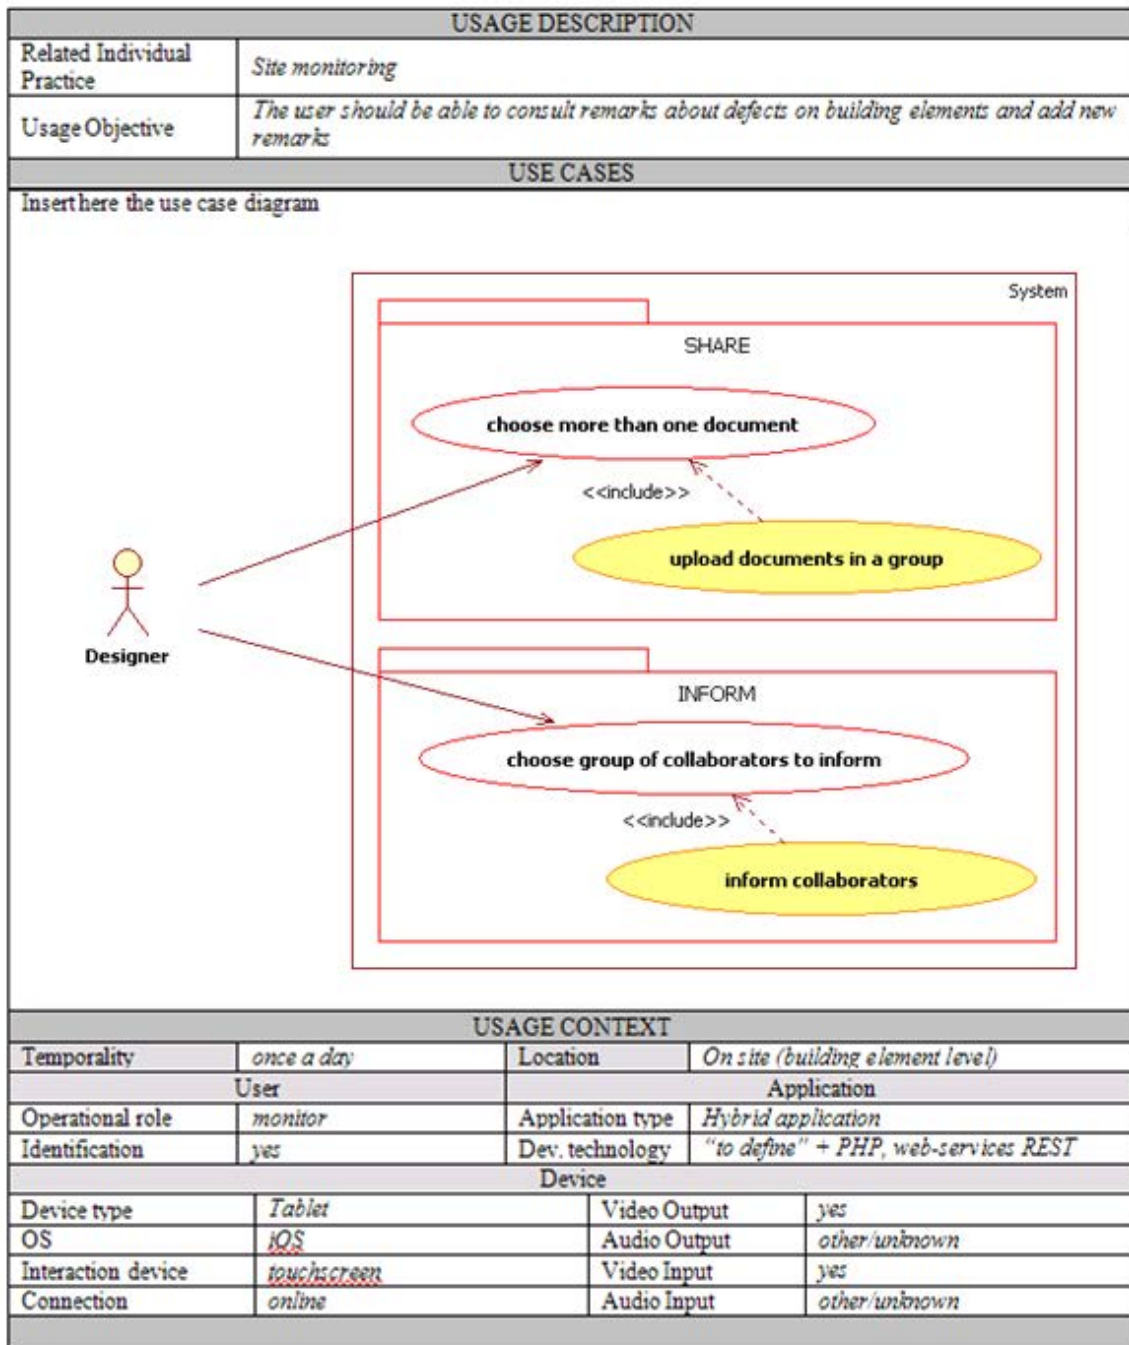 USAGE DESCRIPTION
Related Individual
Practice
Site monitoring
Usage Objective
The user should be able to consult remarks about defects on building elements and add new
remarks
USE CASES
Insert here the use case diagram
System
SHARE
choose more than one document
<<include>>
upload documents in a group
Designer
INFORM
choose group of collaborators to inform
<<include>>
inform collaborators
USAGE CONTEXT
Temporality once a day Location On site (building element level)
User Application
Operational role monitor Application type Hybrid application
Identification yes Dev. technology "to define" + PHP, web-services REST
Device
Device type Tablet Video Output yes
OS iOS Audio Output other/unknown
Interaction device touchscreen Video Input yes
Connection online Audio Input other/unknown